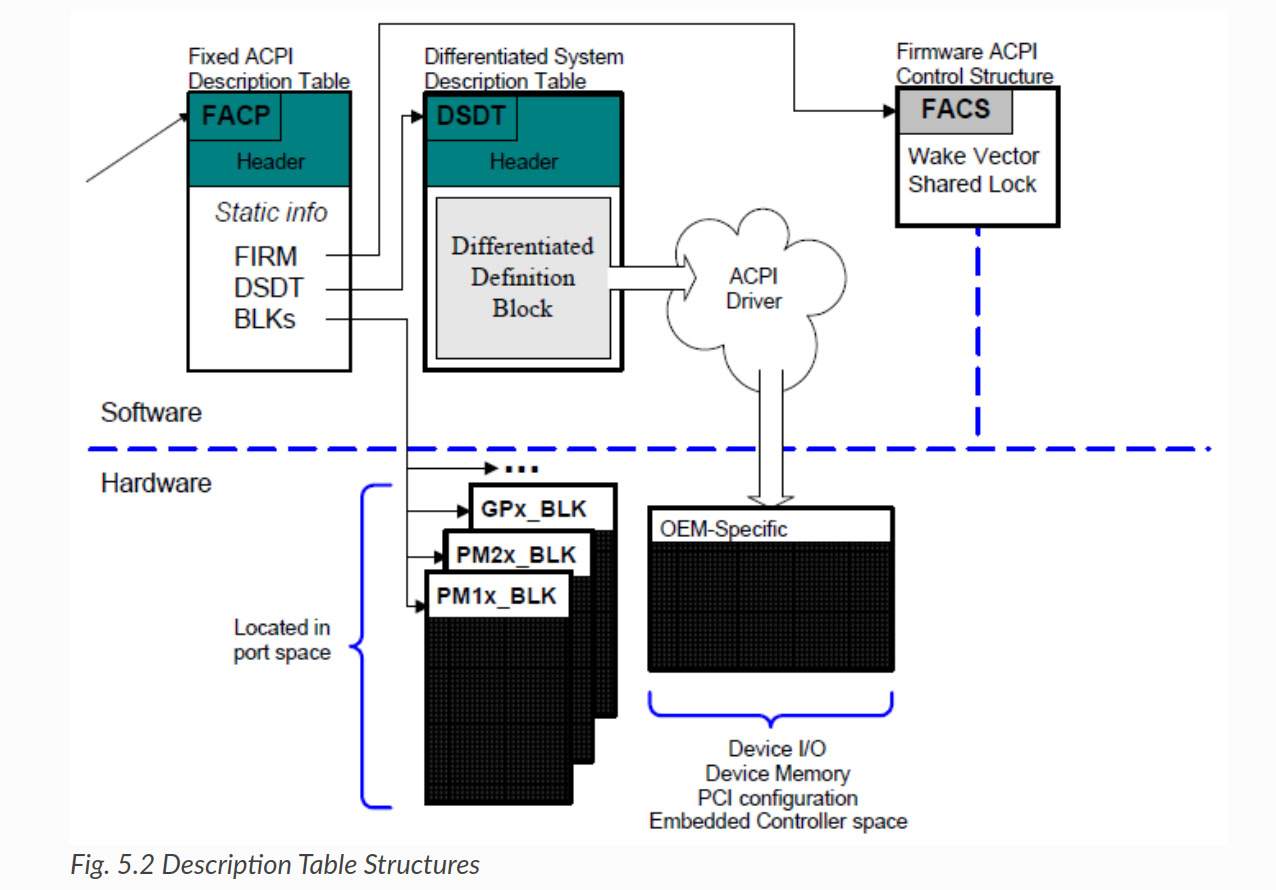 Fixed ACPI
Description Table
FACP
Header
Static info
FIRM
DSDT
BLKs
Differentiated System
Description Table
DSDT
Header
Differentiated
Definition
Block
ACPI
Driver
Firmware ACPI
Control Structure
FACS
Wake Vector
Shared Lock
Software
Hardware
...
GPx_BLK
PM2x_BLK
PM1x_BLK
Located in
port space
OEM-Specific
Device I/O
Device Memory
PCI configuration
Embedded Controller space
Fig. 5.2 Description Table Structures